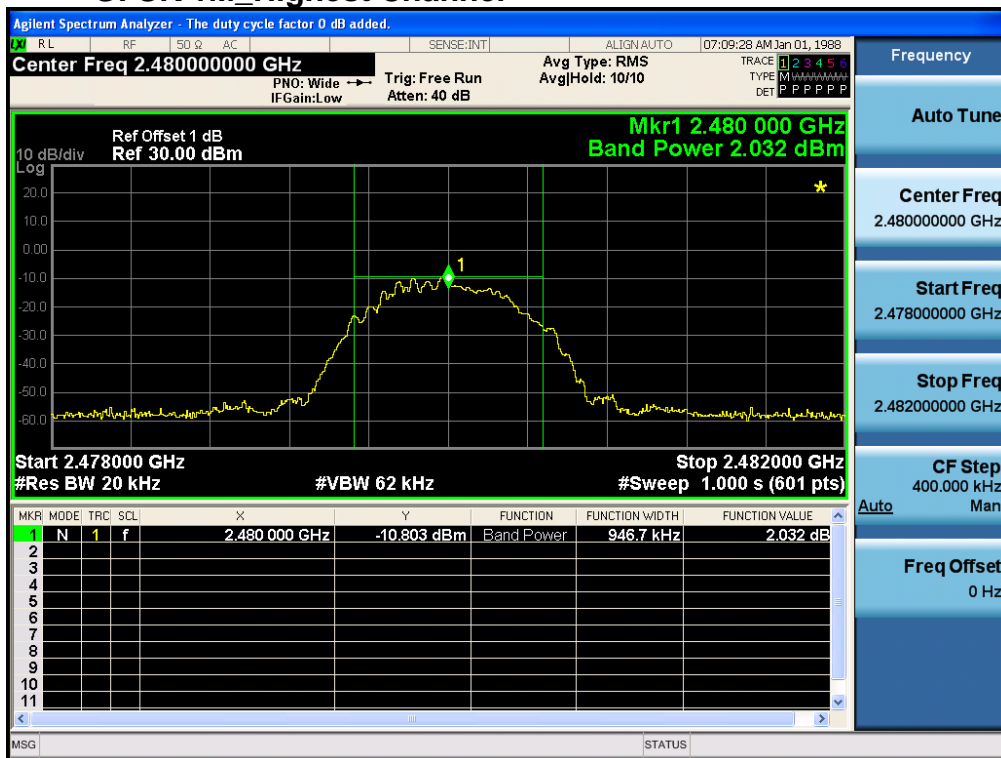 Agilent Spectrum Analyzer - The duty cycle factor 0 dB added.
LXI RL RF 50 Ω AC SENSE:INT ALIGN AUTO 07:09:28 AM Jan 01, 1988
Center Freq 2.480000000 GHz
PNO: Wide
IFGain:Low
Trig: Free Run
Atten: 40 dB
Avg Type: RMS
Avg|Hold: 10/10
TRACE 1 2 3 4 5 6
TYPE M
DET P P P P P P
Ref Offset 1 dB
10 dB/div Ref 30.00 dBm
Log
Mkr1 2.480 000 GHz
Band Power 2.032 dBm
20.0
10.0
0.00
-10.0
-20.0
-30.0
-40.0
-50.0
-60.0
1
*
Start 2.478000 GHz Stop 2.482000 GHz
#Res BW 20 kHz #VBW 62 kHz #Sweep 1.000 s (601 pts)
MKR MODE TRC SCL X Y FUNCTION FUNCTION WIDTH FUNCTION VALUE
1 N 1 f 2.480 000 GHz -10.803 dBm Band Power 946.7 kHz 2.032 dB
2
3
4
5
6
7
8
9
10
11
MSG STATUS
Frequency
Auto Tune
Center Freq
2.480000000 GHz
Start Freq
2.478000000 GHz
Stop Freq
2.482000000 GHz
CF Step
400.000 kHz
Auto Man
Freq Offset
0 Hz